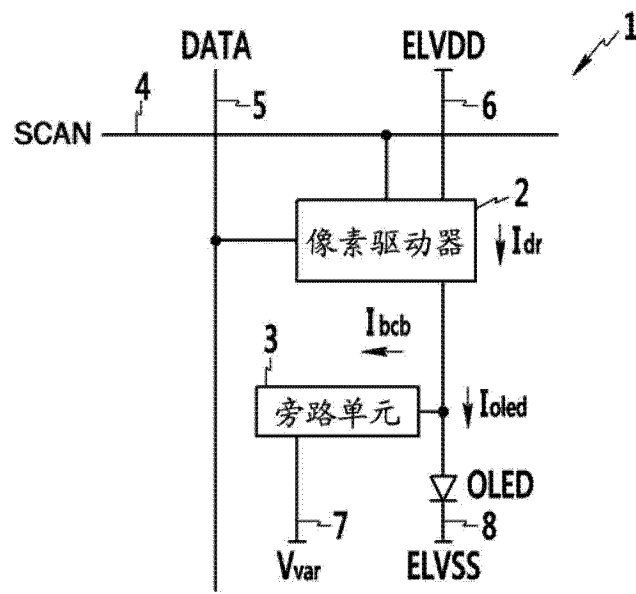 DATA ELVDD 1
4 5 6
SCAN
2
像素驱动器 Idr
Ibcb
3
旁路单元 Ioled
OLED
7 8
Vvar ELVSS